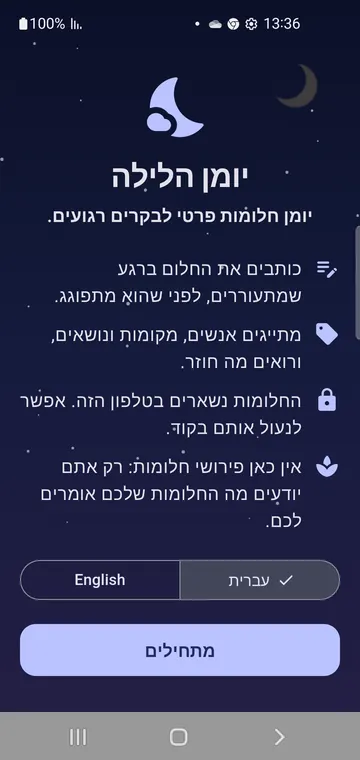 100% 13:36
יומן הלילה
יומן חלומות פרטי לבקרים רגועים.
כותבים את החלום ברגע
שמתעוררים, לפני שהוא מתפוגג.
מתייגים אנשים, מקומות ונושאים,
ורואים מה חוזר.
החלומות נשארים בטלפון הזה. אפשר
לנעול אותם בקוד.
אין כאן פירושי חלומות: רק אתם
יודעים מה החלומות שלכם אומרים
לכם.
עברית
English
מתחילים